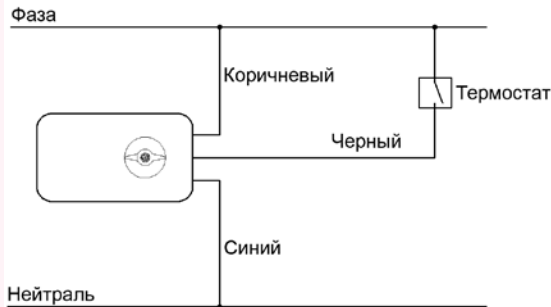 Фаза
Коричневый
Термостат
Черный
Синий
Нейтраль